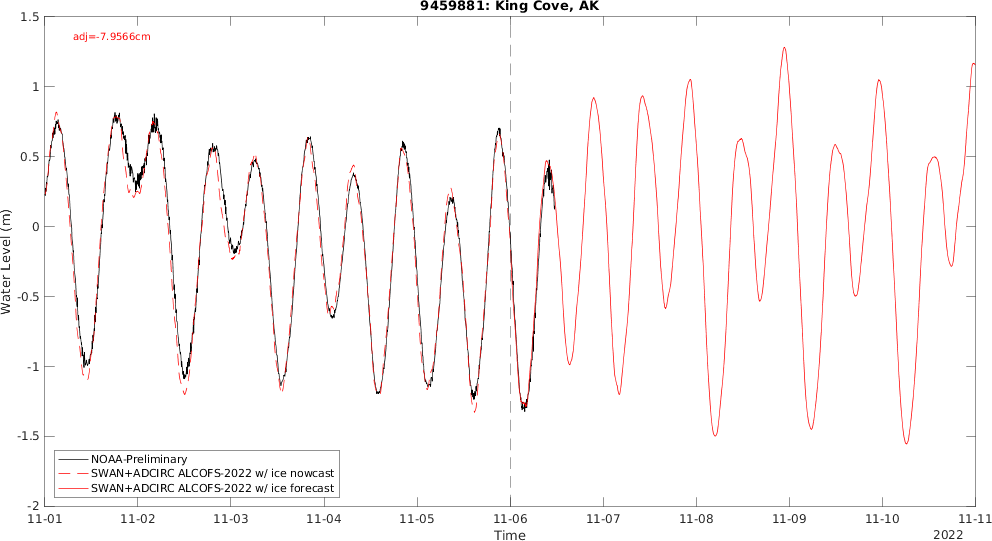 9459881: King Cove, AK
adj=-7.9566cm
Water Level (m)
1.5
1
0.5
0
-0.5
-1
-1.5
-2
NOAA-Preliminary
SWAN+ADCIRC ALCOFS-2022 w/ ice nowcast
SWAN+ADCIRC ALCOFS-2022 w/ ice forecast
11-01 11-02 11-03 11-04 11-05 11-06 11-07 11-08 11-09 11-10 11-11
Time
2022